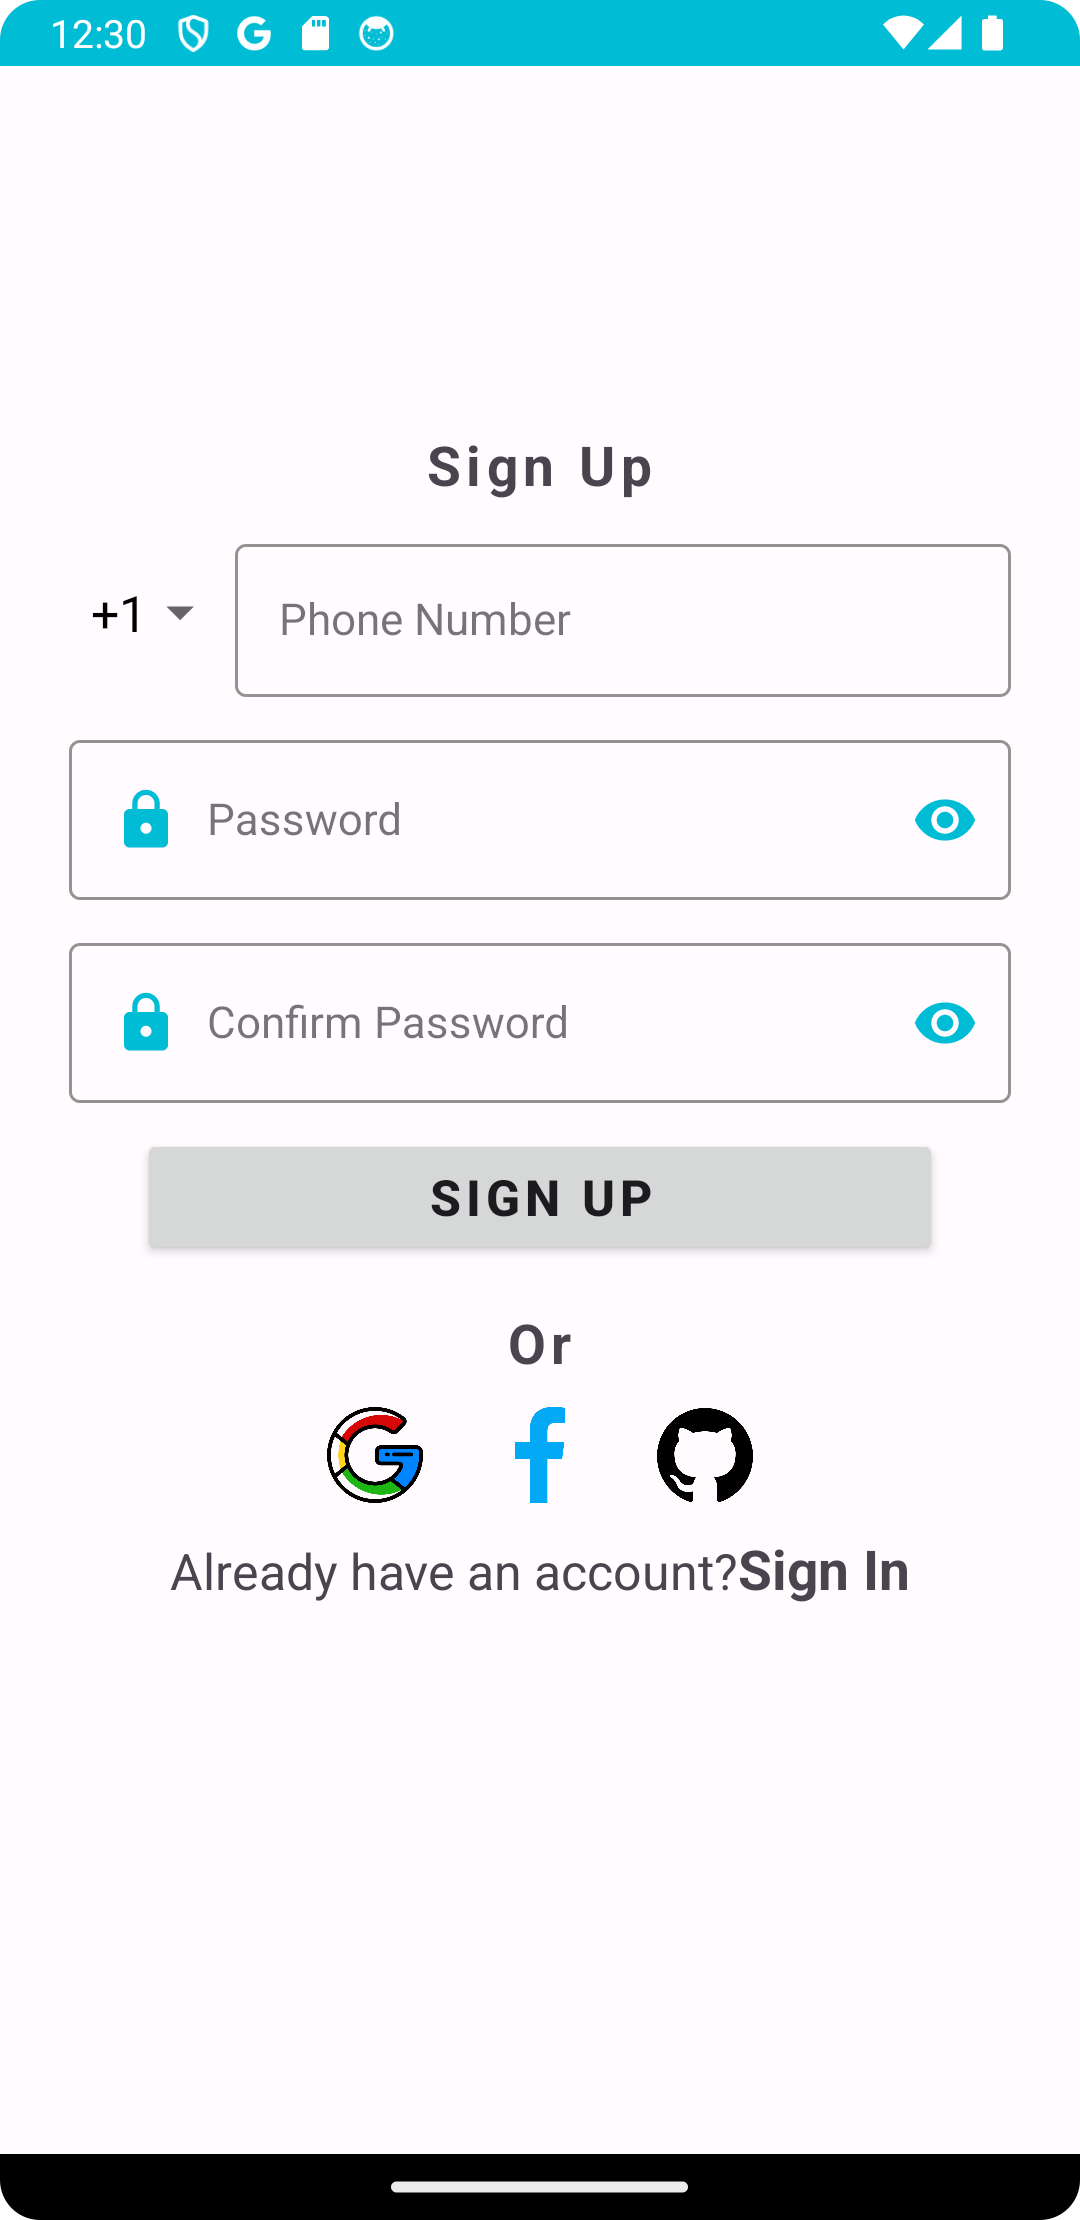 12:30
Sign Up
+1
Phone Number
Password
Confirm Password
SIGN UP
Or
Already have an account?Sign In